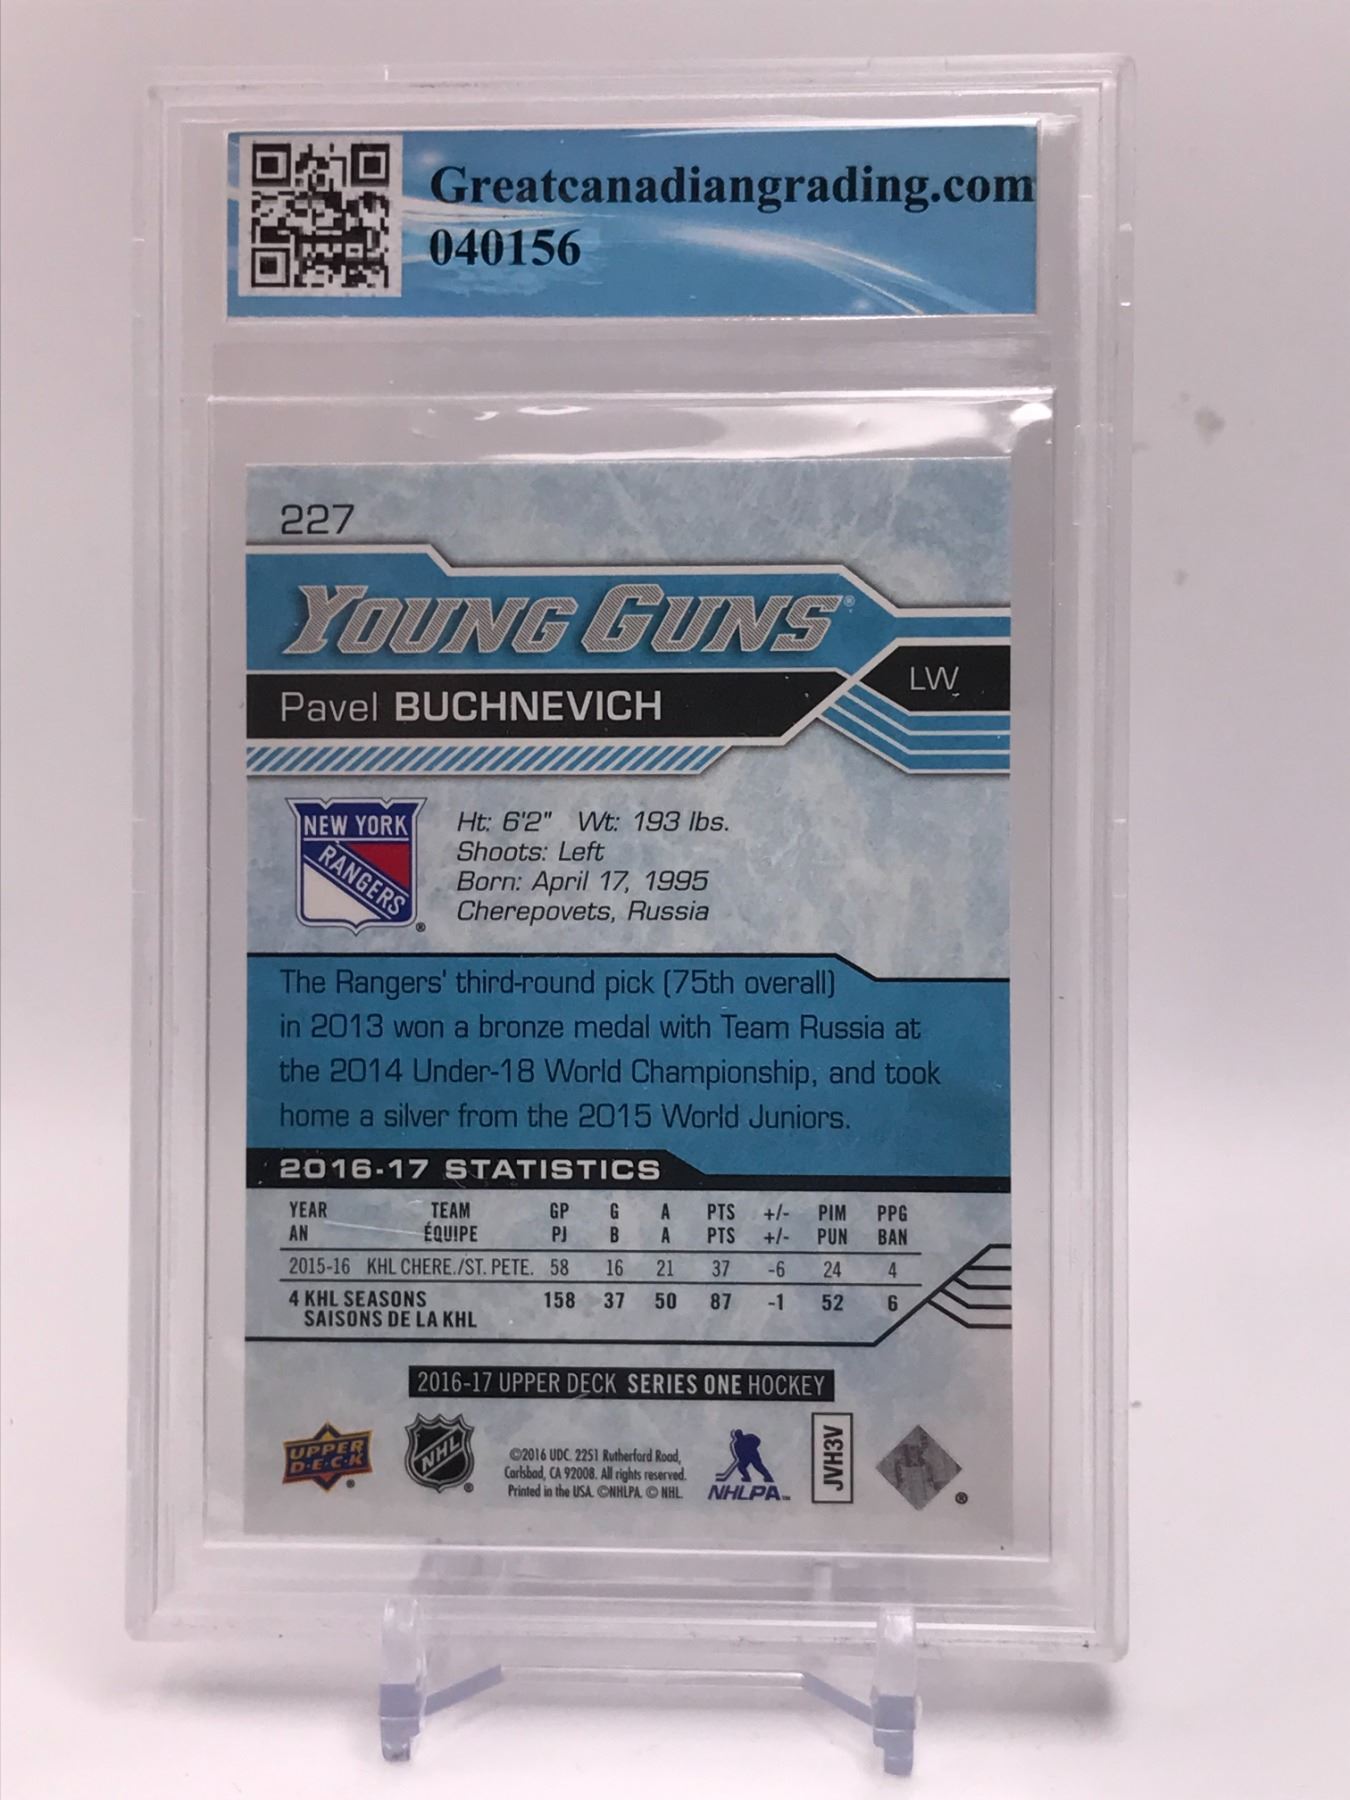 Greatcanadiangrading.com
040156
227
YOUNG GUNS®
Pavel BUCHNEVICH
LW
NEW YORK
RANGERS
®
Ht: 6'2" Wt: 193 lbs.
Shoots: Left
Born: April 17, 1995
Cherepovets, Russia
The Rangers' third-round pick (75th overall)
in 2013 won a bronze medal with Team Russia at
the 2014 Under-18 World Championship, and took
home a silver from the 2015 World Juniors.
2016-17 STATISTICS
YEAR TEAM GP G A PTS +/- PIM PPG
AN ÉQUIPE PJ B A PTS +/- PUN BAN
2015-16 KHL CHERE./ST. PETE. 58 16 21 37 -6 24 4
4 KHL SEASONS 158 37 50 87 -1 52 6
SAISONS DE LA KHL
2016-17 UPPER DECK SERIES ONE HOCKEY
UPPER
D·E·C·K
®
NHL
®
©2016 UDC. 2251 Rutherford Road,
Carlsbad, CA 92008. All rights reserved.
Printed in the USA. ©NHLPA. © NHL.
NHLPA™
JVH3V
®